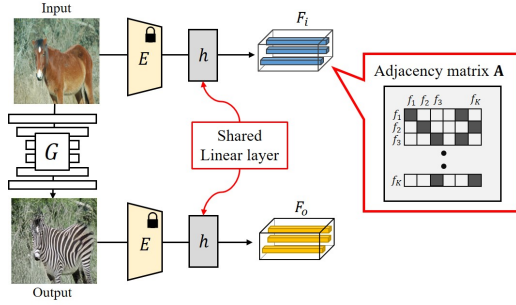 Input
E
h
F_i
Adjacency matrix A
f_1 f_2 f_3 f_K
f_1
f_2
f_3
f_K
G
Shared
Linear layer
E
h
F_o
Output